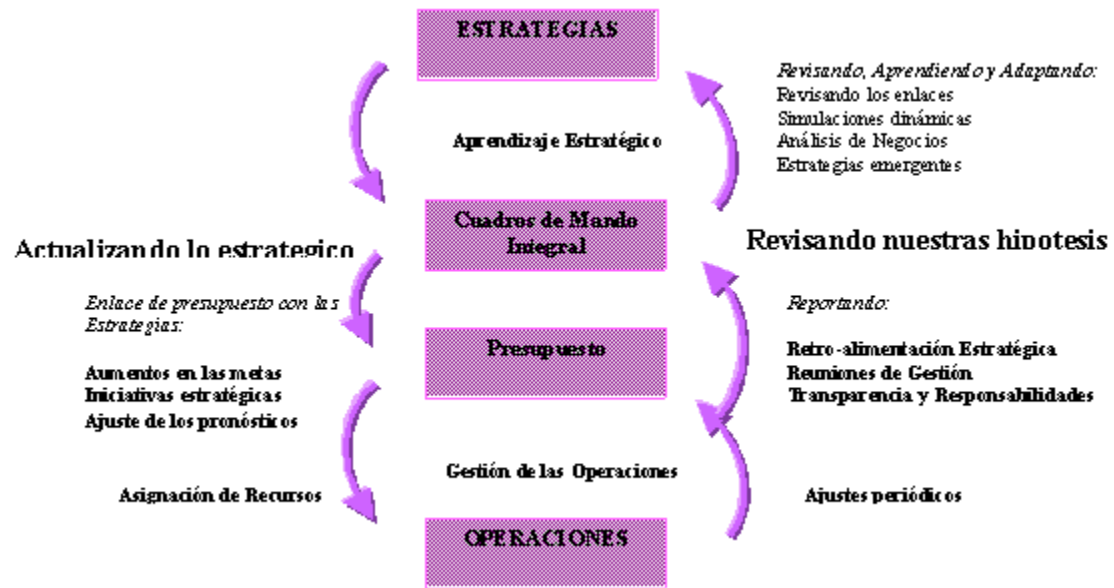 ESTRATEGIAS
Revisando, Aprendiendo y Adaptando:
Revisando los enlaces
Simulaciones dinámicas
Análisis de Negocios
Estrategias emergentes
Aprendizaje Estratégico
Cuadros de Mando
Integral
Actualizando lo estrategico
Revisando nuestras hipotesis
Enlace de presupuesto con las
Estrategias:
Aumentos en las metas
Iniciativas estratégicas
Ajuste de los pronósticos
Presupuesto
Reportando:
Retro-alimentación Estratégica
Reuniones de Gestión
Transparencia y Responsabilidades
Gestión de las Operaciones
Asignación de Recursos
Ajustes periódicos
OPERACIONES